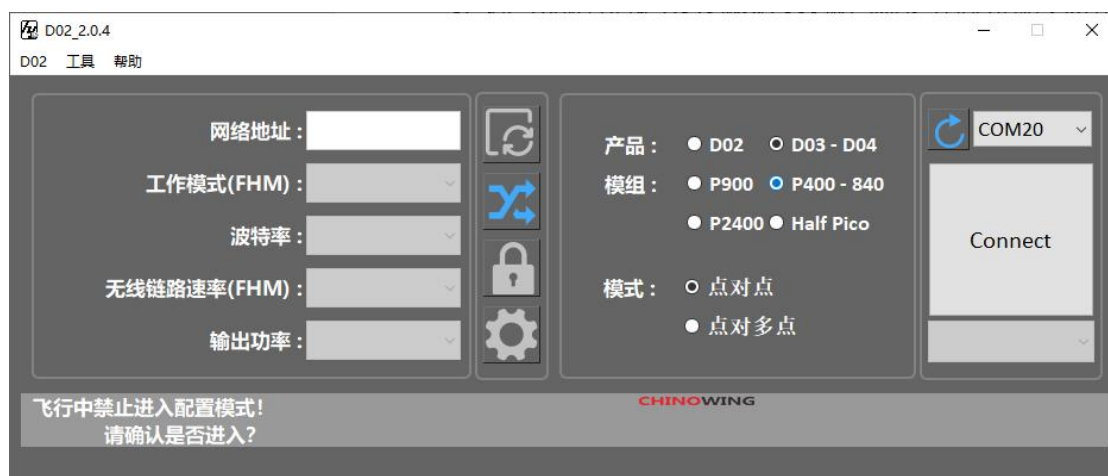 D02_2.0.4
D02 工具 帮助
网络地址：
工作模式(FHM)：
波特率：
无线链路速率(FHM)：
输出功率：
产品： D02 D03 - D04
模组： P900 P400 - 840
P2400 Half Pico
模式： 点对点
点对多点
COM20
Connect
飞行中禁止进入配置模式！
请确认是否进入？
CHINOWING